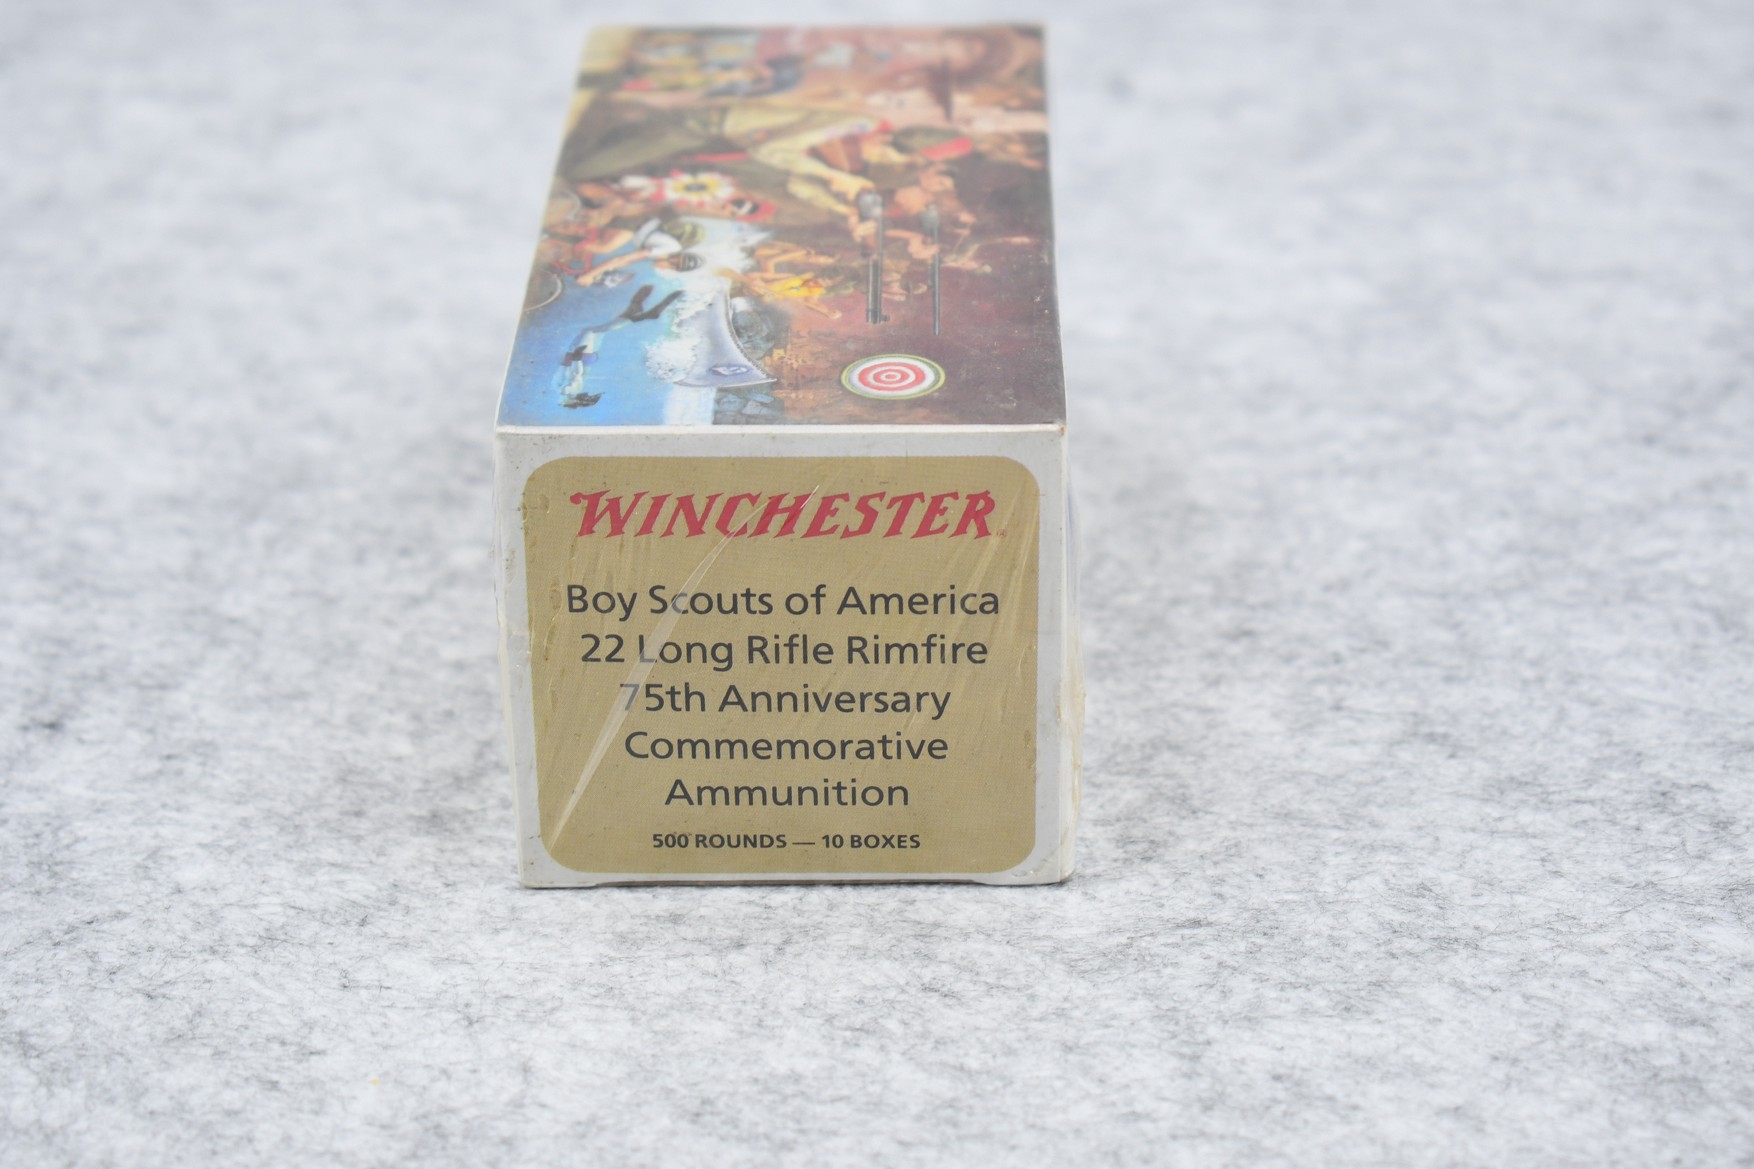 WINCHESTER
Boy Scouts of America
22 Long Rifle Rimfire
75th Anniversary
Commemorative
Ammunition
500 ROUNDS — 10 BOXES